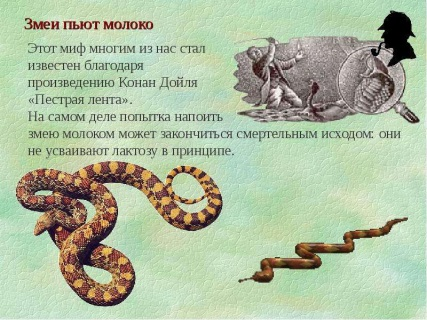 Змеи пьют молоко
Этот миф многим из нас стал
известен благодаря
произведению Конан Дойля
«Пестрая лента».
На самом деле попытка напоить
змею молоком может закончиться смертельным исходом: они
не усваивают лактозу в принципе.